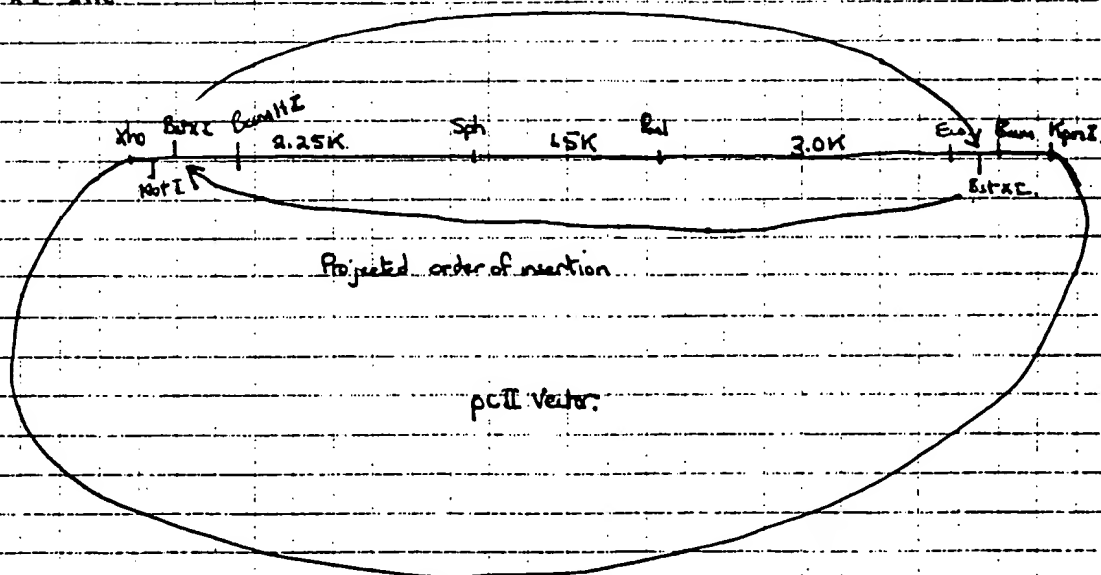 Xho BstXI BamHI 2.25K Sph 1.5K 3.0K Eco Bam KpnI.
NotI BstXI.
Projected order of insertion
pCII Vector.